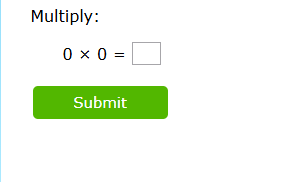 Multiply:
0 × 0 =
Submit